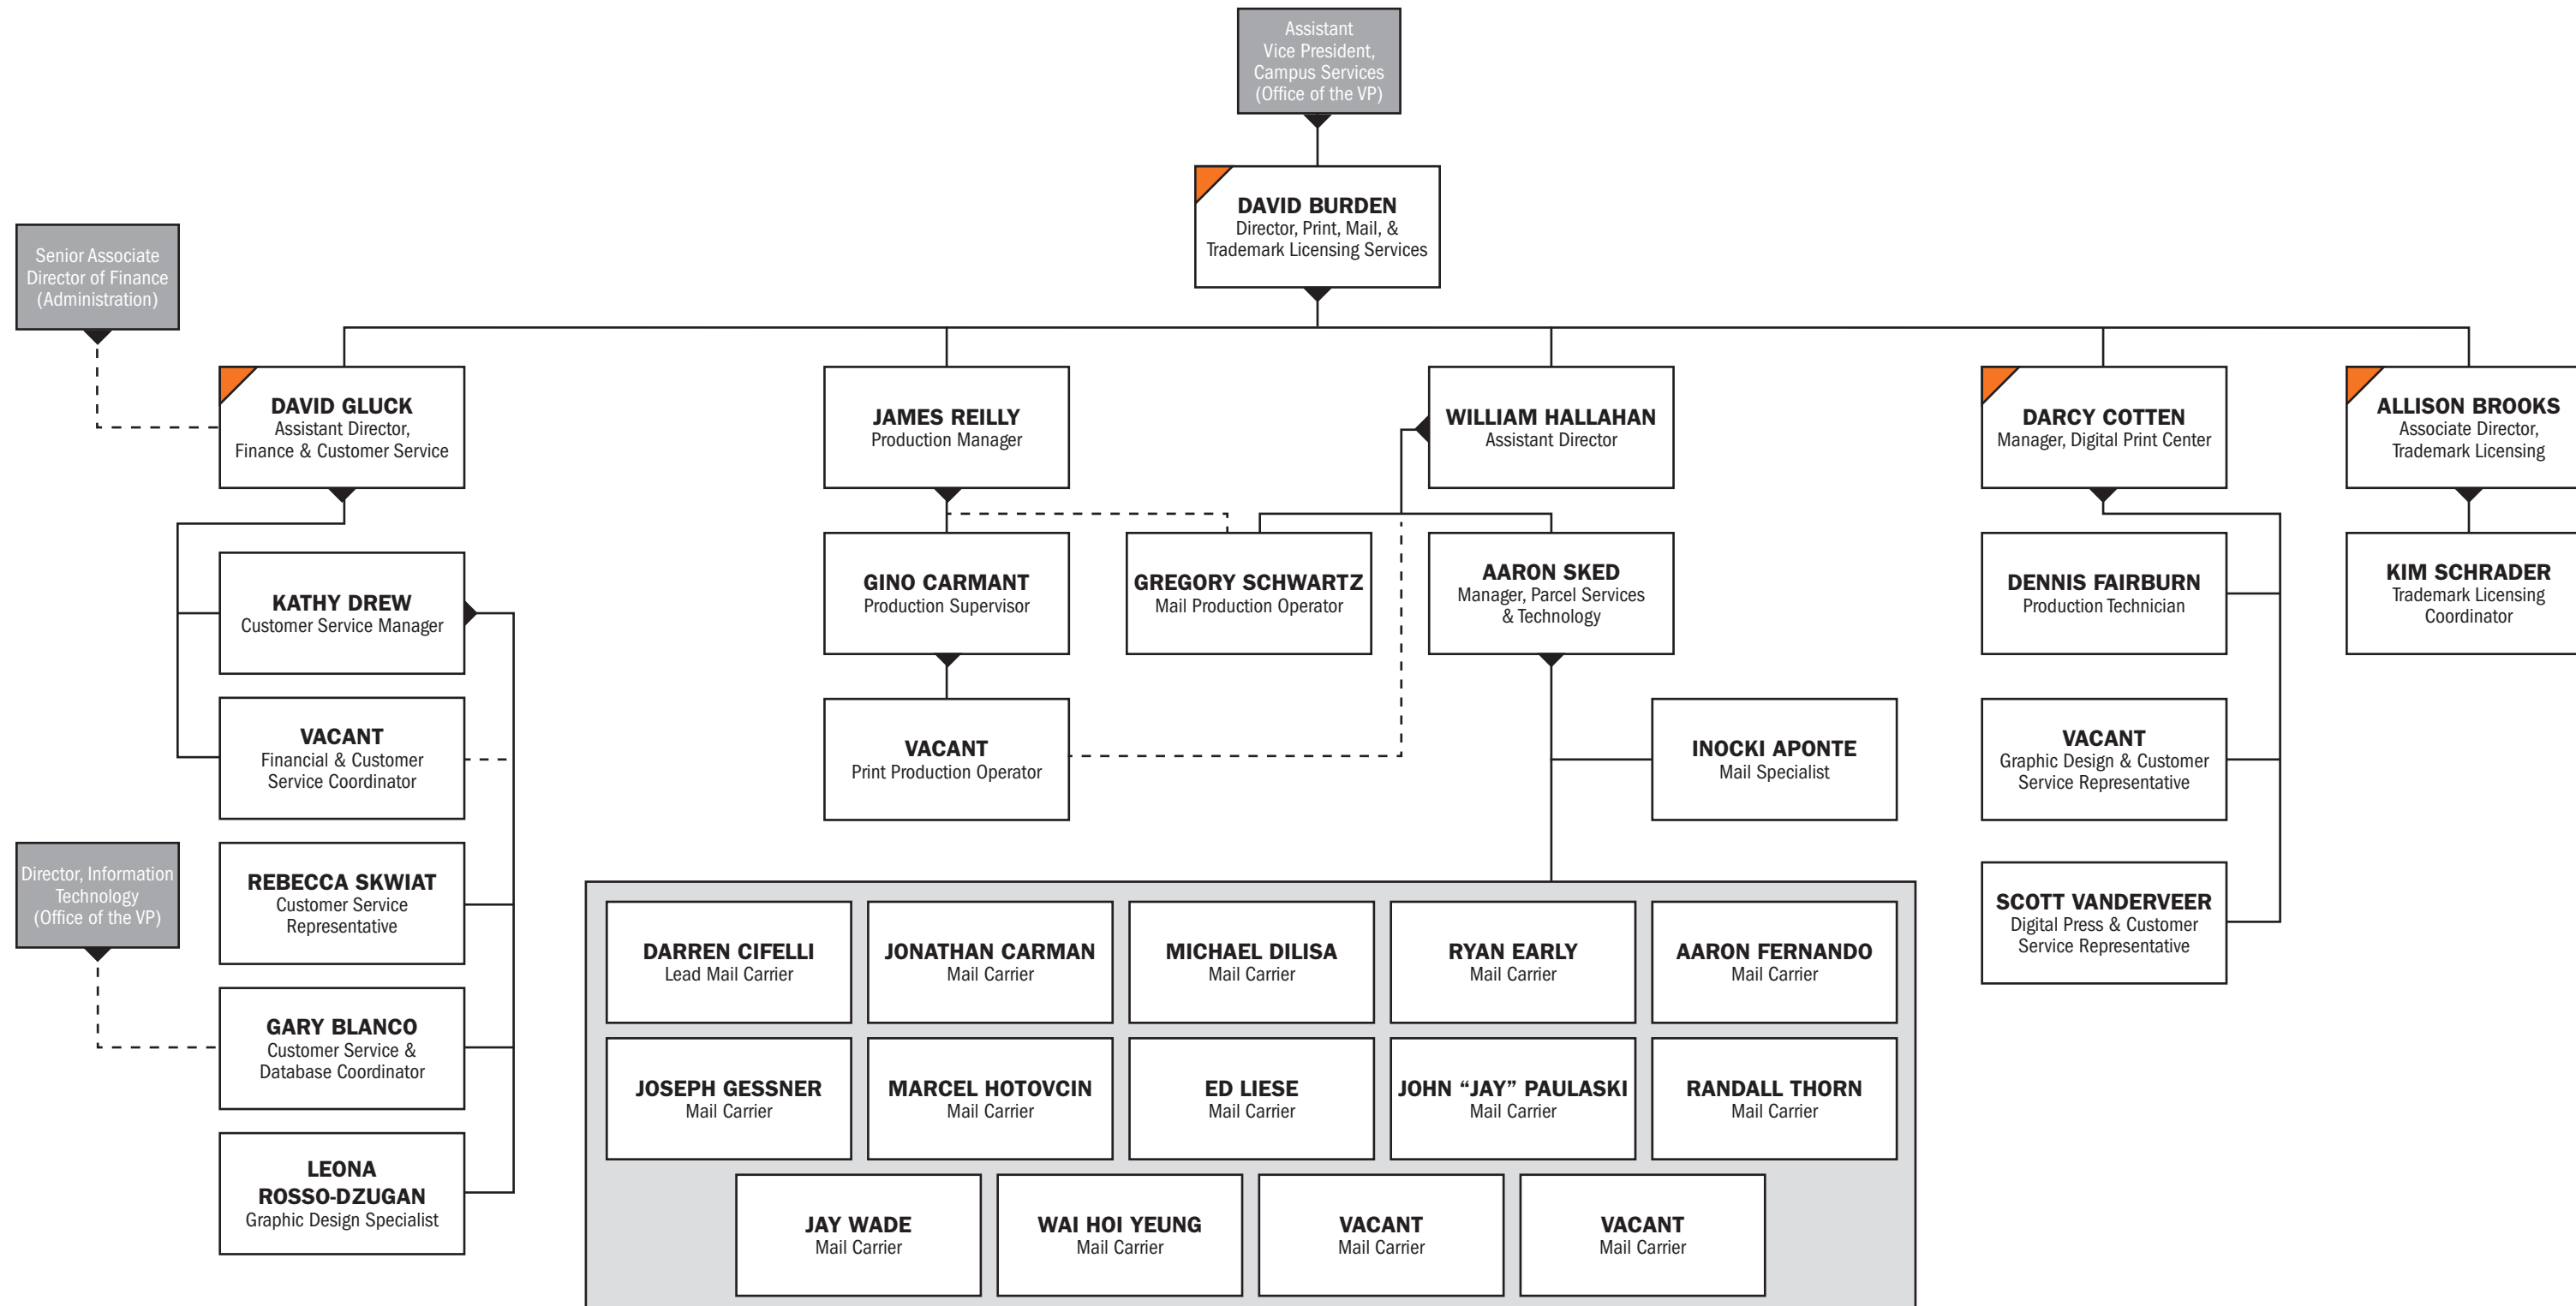 Assistant
Vice President,
Campus Services
(Office of the VP)
DAVID BURDEN
Director, Print, Mail, &
Trademark Licensing Services
Senior Associate
Director of Finance
(Administration)
DAVID GLUCK
Assistant Director,
Finance & Customer Service
JAMES REILLY
Production Manager
WILLIAM HALLAHAN
Assistant Director
DARCY COTTEN
Manager, Digital Print Center
ALLISON BROOKS
Associate Director,
Trademark Licensing
KATHY DREW
Customer Service Manager
GINO CARMANT
Production Supervisor
GREGORY SCHWARTZ
Mail Production Operator
AARON SKED
Manager, Parcel Services
& Technology
DENNIS FAIRBURN
Production Technician
KIM SCHRADER
Trademark Licensing
Coordinator
VACANT
Financial & Customer
Service Coordinator
VACANT
Print Production Operator
INOCKI APONTE
Mail Specialist
VACANT
Graphic Design & Customer
Service Representative
Director, Information
Technology
(Office of the VP)
REBECCA SKWIAT
Customer Service
Representative
SCOTT VANDERVEER
Digital Press & Customer
Service Representative
GARY BLANCO
Customer Service &
Database Coordinator
LEONA
ROSSO-DZUGAN
Graphic Design Specialist
DARREN CIFELLI
Lead Mail Carrier
JONATHAN CARMAN
Mail Carrier
MICHAEL DILISA
Mail Carrier
RYAN EARLY
Mail Carrier
AARON FERNANDO
Mail Carrier
JOSEPH GESSNER
Mail Carrier
MARCEL HOTOVCIN
Mail Carrier
ED LIESE
Mail Carrier
JOHN “JAY” PAULASKI
Mail Carrier
RANDALL THORN
Mail Carrier
JAY WADE
Mail Carrier
WAI HOI YEUNG
Mail Carrier
VACANT
Mail Carrier
VACANT
Mail Carrier